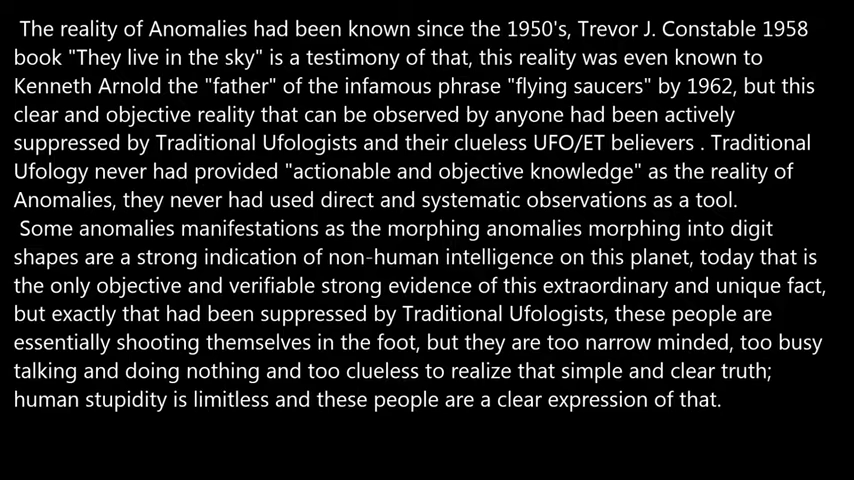 The reality of Anomalies had been known since the 1950's, Trevor J. Constable 1958
book "They live in the sky" is a testimony of that, this reality was even known to
Kenneth Arnold the "father" of the infamous phrase "flying saucers" by 1962, but this
clear and objective reality that can be observed by anyone had been actively
suppressed by Traditional Ufologists and their clueless UFO/ET believers . Traditional
Ufology never had provided "actionable and objective knowledge" as the reality of
Anomalies, they never had used direct and systematic observations as a tool.
Some anomalies manifestations as the morphing anomalies morphing into digit
shapes are a strong indication of non-human intelligence on this planet, today that is
the only objective and verifiable strong evidence of this extraordinary and unique fact,
but exactly that had been suppressed by Traditional Ufologists, these people are
essentially shooting themselves in the foot, but they are too narrow minded, too busy
talking and doing nothing and too clueless to realize that simple and clear truth;
human stupidity is limitless and these people are a clear expression of that.